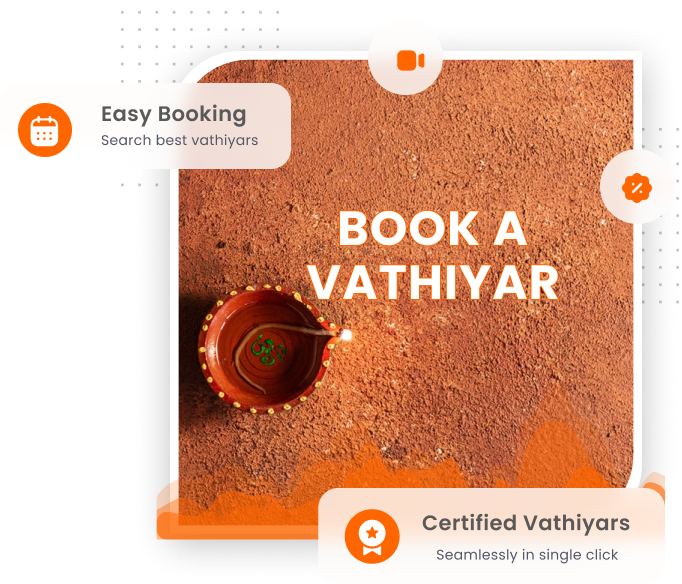 Easy Booking
Search best vathiyars
BOOK A
VATHIYAR
ॐ
Certified Vathiyars
Seamlessly in single click